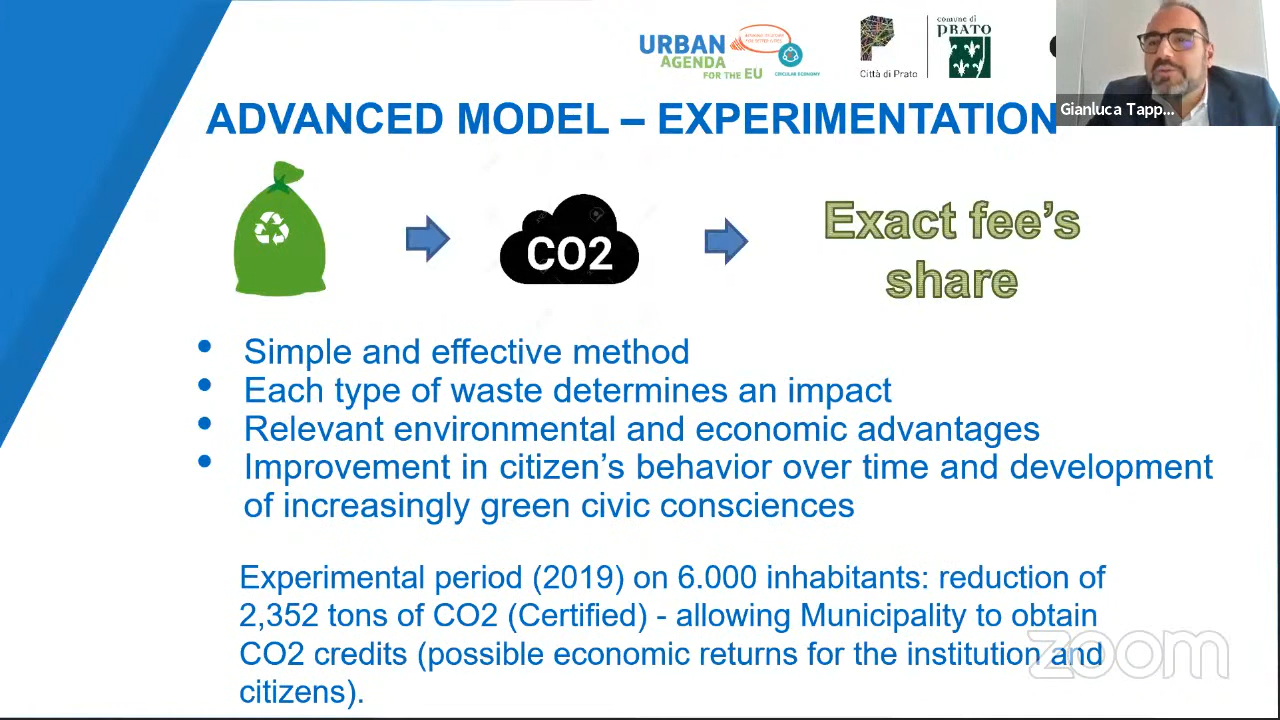 URBAN
AGENDA
FOR THE EU
CIRCULAR ECONOMY
Città di Prato
comune di
PRATO
Gianluca Tapp...
ADVANCED MODEL – EXPERIMENTATION
CO2
Exact fee's
share
• Simple and effective method
• Each type of waste determines an impact
• Relevant environmental and economic advantages
• Improvement in citizen's behavior over time and development
of increasingly green civic consciences
Experimental period (2019) on 6.000 inhabitants: reduction of
2,352 tons of CO2 (Certified) - allowing Municipality to obtain
CO2 credits (possible economic returns for the institution and
citizens).
zoom